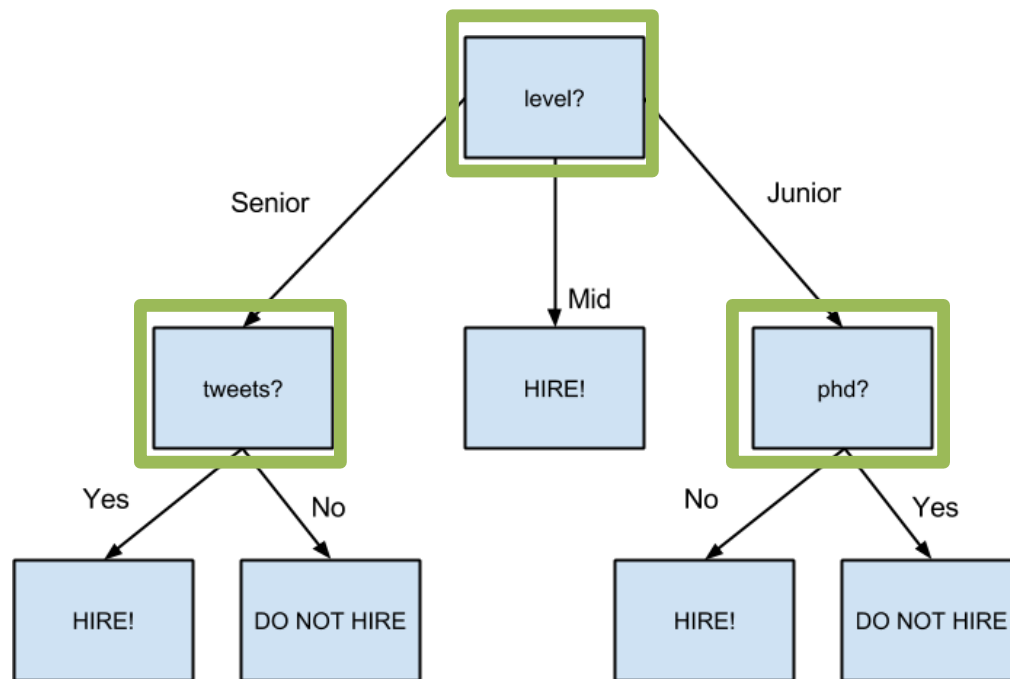 level?
Senior
Junior
Mid
tweets?
HIRE!
phd?
Yes
No
No
Yes
HIRE!
DO NOT HIRE
HIRE!
DO NOT HIRE